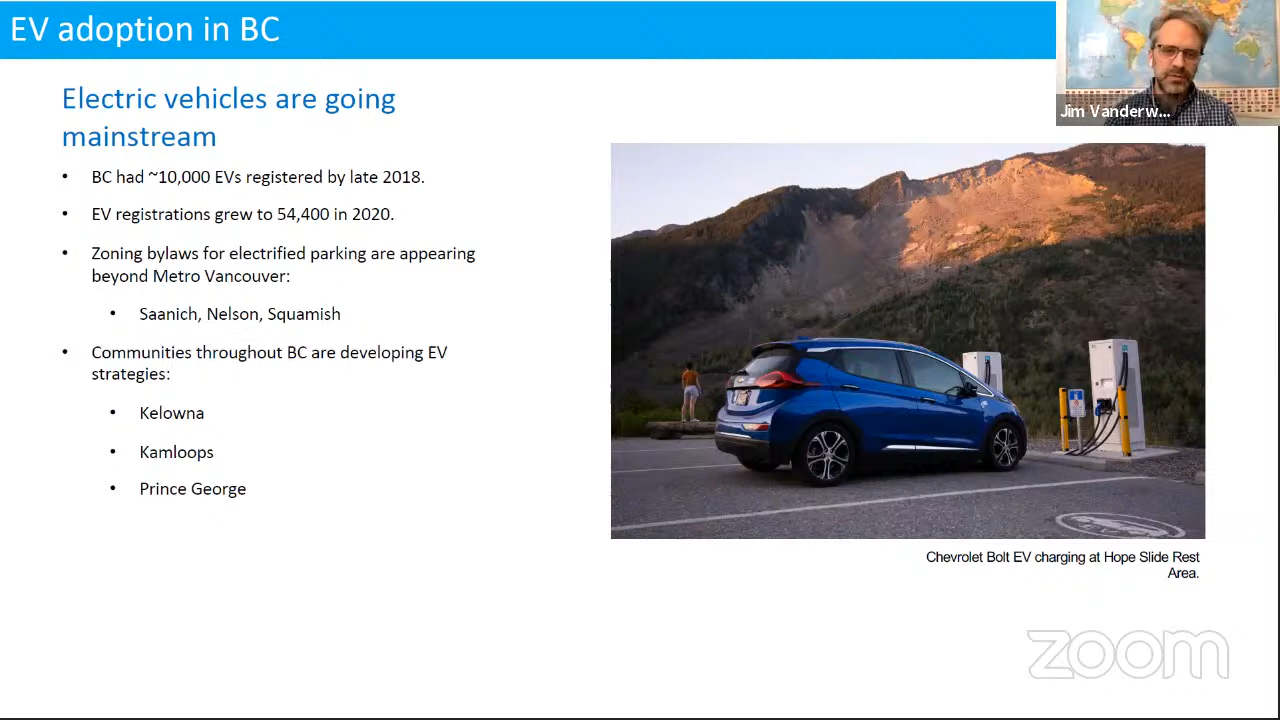 EV adoption in BC
Jim Vanderw...
Electric vehicles are going
mainstream
• BC had ~10,000 EVs registered by late 2018.
• EV registrations grew to 54,400 in 2020.
• Zoning bylaws for electrified parking are appearing
beyond Metro Vancouver:
• Saanich, Nelson, Squamish
• Communities throughout BC are developing EV
strategies:
• Kelowna
• Kamloops
• Prince George
Chevrolet Bolt EV charging at Hope Slide Rest
Area.
zoom